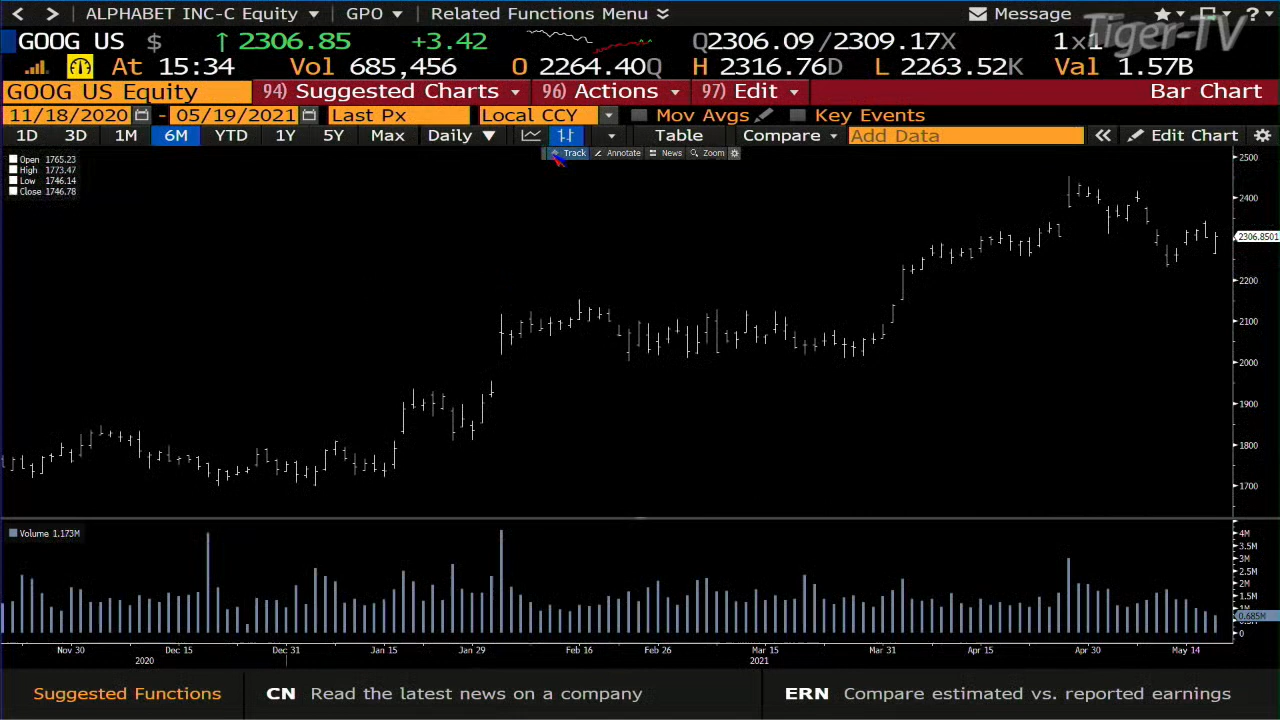 < > ALPHABET INC-C Equity GPO Related Functions Menu Message ?
GOOG US $ ↑ 2306.85 +3.42 Q2306.09/2309.17X 1x1 Tiger-TV
At 15:34 Vol 685,456 O 2264.40Q H 2316.76D L 2263.52K Val 1.57B
GOOG US Equity 94) Suggested Charts 96) Actions 97) Edit Bar Chart
11/18/2020 - 05/19/2021 Last Px Local CCY Mov Avgs Key Events
1D 3D 1M 6M YTD 1Y 5Y Max Daily ▼ Table Compare Add Data « Edit Chart
Track Annotate News Zoom
Open 1765.23
High 1773.47
Low 1746.14
Close 1746.78
2500
2400
2306.8501
2200
2100
2000
1900
1800
1700
Volume 1.173M
4M
3.5M
3M
2.5M
2M
1.5M
1M
0.685M
0
Nov 30 Dec 15 Dec 31 Jan 15 Jan 29 Feb 16 Feb 26 Mar 15 Mar 31 Apr 15 Apr 30 May 14
2020 2021
Suggested Functions CN Read the latest news on a company ERN Compare estimated vs. reported earnings